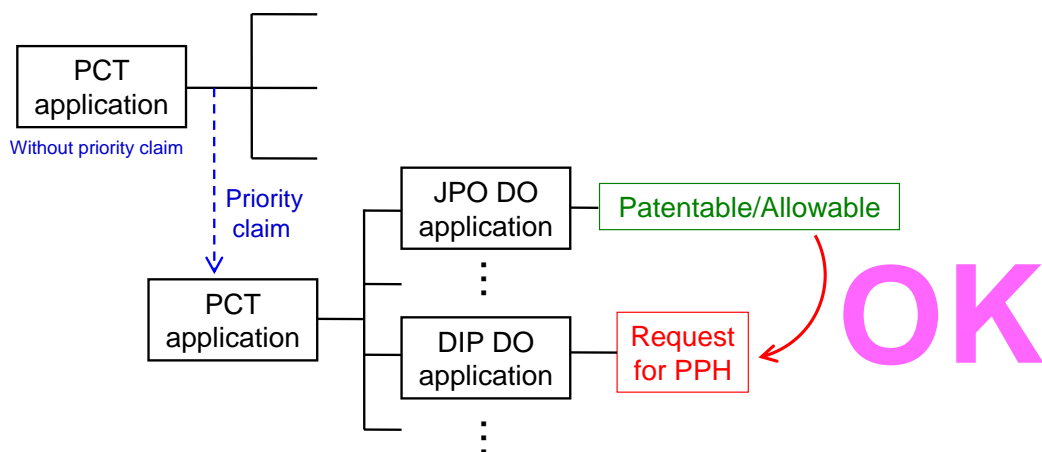 PCT
application
Without priority claim
Priority
claim
PCT
application
JPO DO
application
Patentable/Allowable
DIP DO
application
Request
for PPH
OK